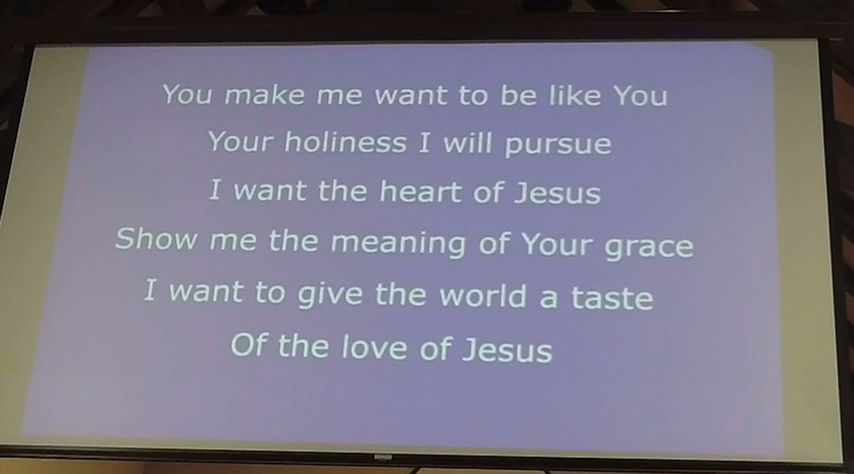 You make me want to be like You
Your holiness I will pursue
I want the heart of Jesus
Show me the meaning of Your grace
I want to give the world a taste
Of the love of Jesus